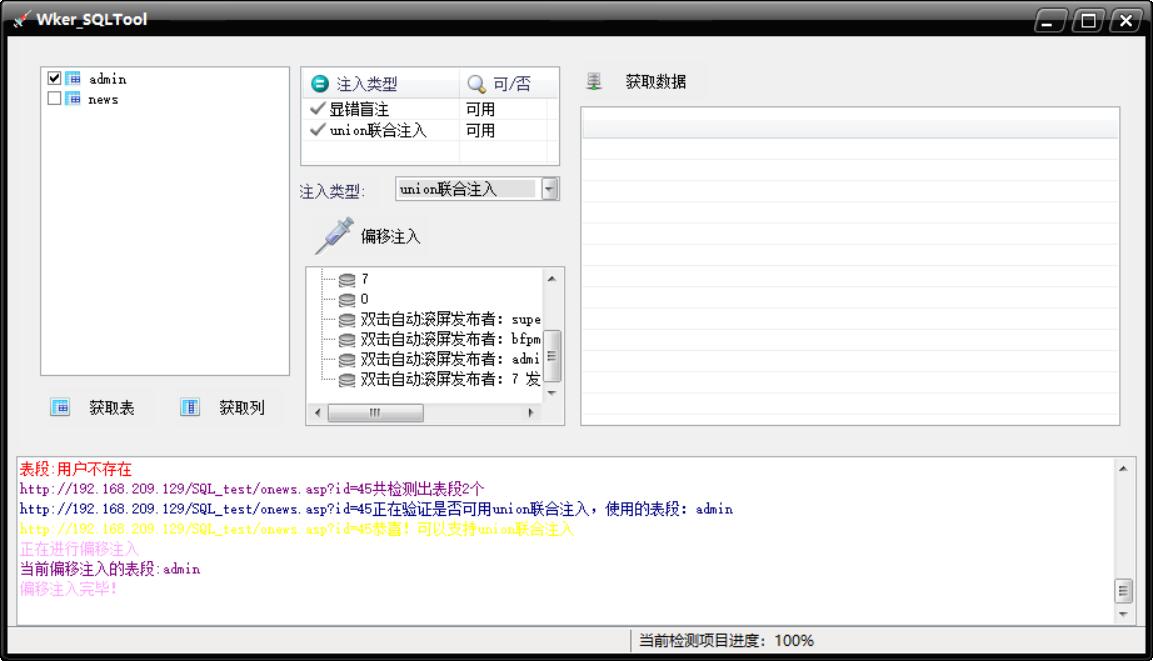 Wker_SQLTool
admin
news
获取表
获取列
注入类型 可/否
显错盲注 可用
union联合注入 可用
注入类型: union联合注入
偏移注入
7
0
双击自动滚屏发布者: supe
双击自动滚屏发布者: bfpm
双击自动滚屏发布者: admi
双击自动滚屏发布者: 7 发
获取数据
表段:用户不存在
http://192.168.209.129/SQL_test/onews.asp?id=45共检测出表段2个
http://192.168.209.129/SQL_test/onews.asp?id=45正在验证是否可用union联合注入，使用的表段: admin
http://192.168.209.129/SQL_test/onews.asp?id=45恭喜! 可以支持union联合注入
正在进行偏移注入
当前偏移注入的表段:admin
偏移注入完毕!
当前检测项目进度: 100%